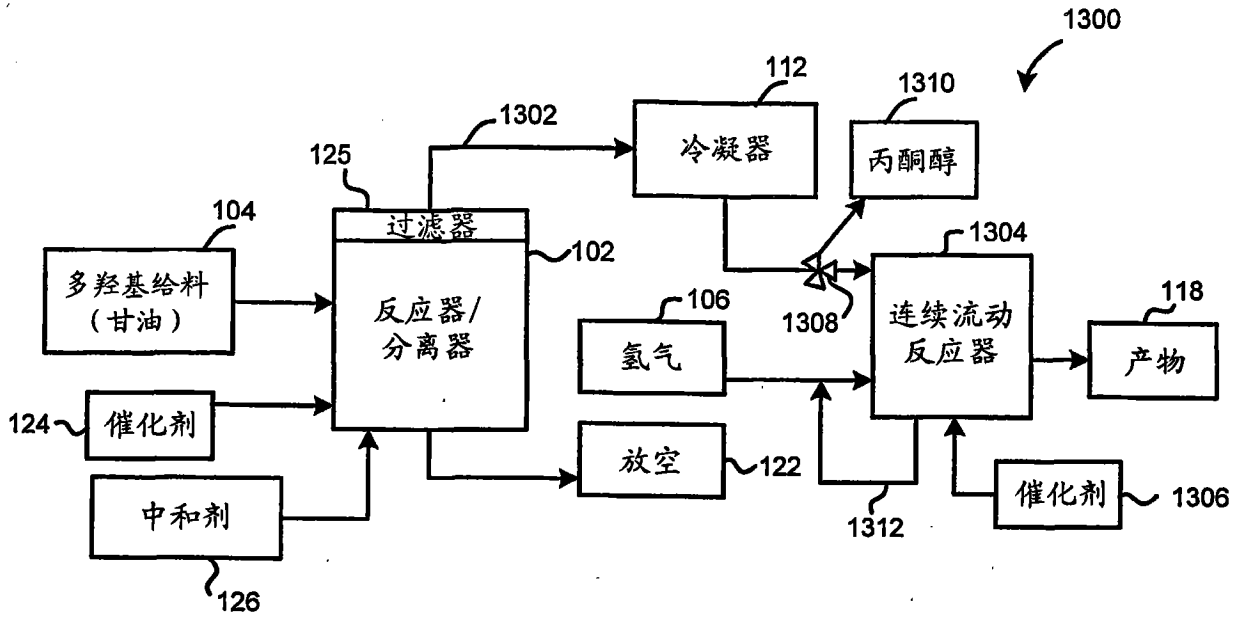 1300
112
1310
1302
冷凝器
丙酮醇
125
104
过滤器
102
1304
多羟基给料
(甘油)
反应器/
分离器
106
1308
连续流动
反应器
118
氢气
产物
124
催化剂
放空
122
中和剂
1312
催化剂
1306
126